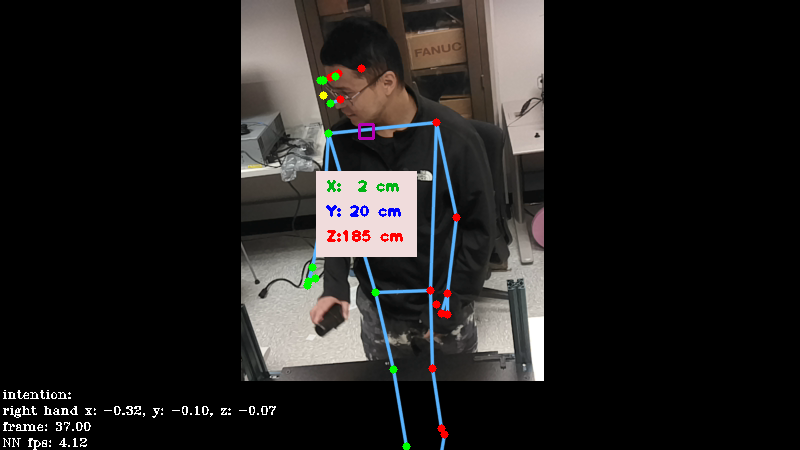 FANUC
X: 2 cm
Y: 20 cm
Z:185 cm
intention:
right hand x: -0.32, y: -0.10, z: -0.07
frame: 37.00
NN fps: 4.12